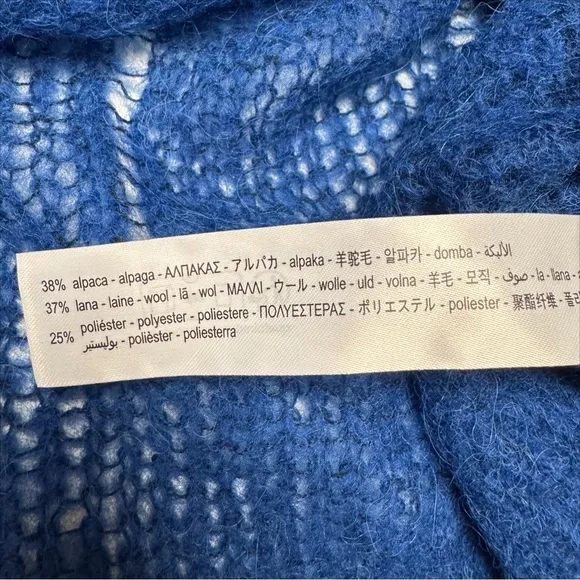 38% alpaca - alpaga - ΑΛΠΑΚΑΣ - アルパカ - alpaka - 羊驼毛 - 알파카 - domba - الألبكة
37% lana - laine - wool - lã - wol - ΜΑΛΛΙ - ウール - wolle - uld - volna - 羊毛 - 모직 - صوف - la - llana -
25% poliéster - polyester - poliestere - ΠΟΛΥΕΣΤΕΡΑΣ - ポリエステル - poliester - 聚酯纤维 -
بوليستير - polièster - poliesterra